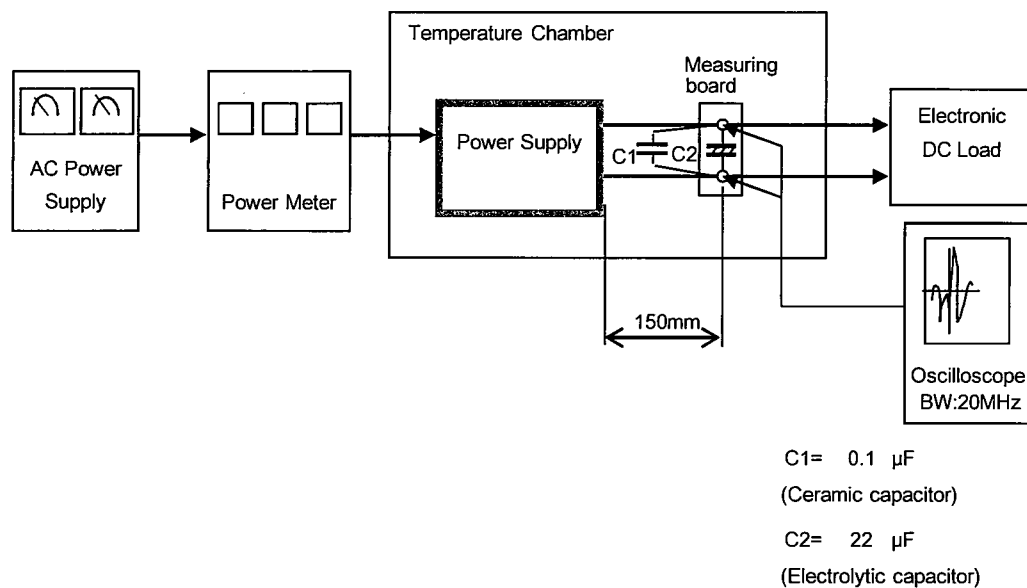 Temperature Chamber
Measuring
board
AC Power
Supply
Power Meter
Power Supply
C1
C2
Electronic
DC Load
150mm
Oscilloscope
BW:20MHz
C1= 0.1 µF
(Ceramic capacitor)
C2= 22 µF
(Electrolytic capacitor)